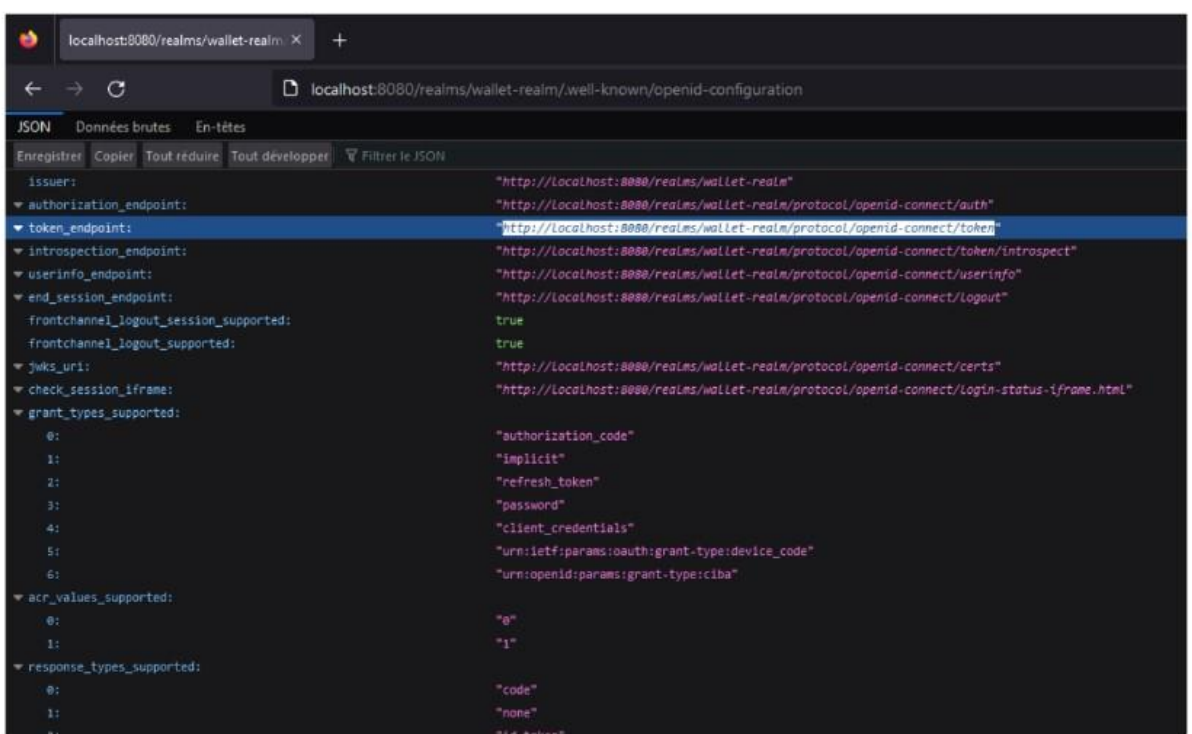 localhost:8080/realms/wallet-realm
localhost:8080/realms/wallet-realm/.well-known/openid-configuration
JSON Données brutes En-têtes
Enregistrer Copier Tout réduire Tout développer Filtrer le JSON
issuer: "http://localhost:8080/realms/wallet-realm"
authorization_endpoint: "http://localhost:8080/realms/wallet-realm/protocol/openid-connect/auth"
token_endpoint: "http://localhost:8080/realms/wallet-realm/protocol/openid-connect/token"
introspection_endpoint: "http://localhost:8080/realms/wallet-realm/protocol/openid-connect/token/introspect"
userinfo_endpoint: "http://localhost:8080/realms/wallet-realm/protocol/openid-connect/userinfo"
end_session_endpoint: "http://localhost:8080/realms/wallet-realm/protocol/openid-connect/logout"
frontchannel_logout_session_supported: true
frontchannel_logout_supported: true
jwks_uri: "http://localhost:8080/realms/wallet-realm/protocol/openid-connect/certs"
check_session_iframe: "http://localhost:8080/realms/wallet-realm/protocol/openid-connect/login-status-iframe.html"
grant_types_supported:
0: "authorization_code"
1: "implicit"
2: "refresh_token"
3: "password"
4: "client_credentials"
5: "urn:ietf:params:oauth:grant-type:device_code"
6: "urn:openid:params:grant-type:ciba"
acr_values_supported:
0: "0"
1: "1"
response_types_supported:
0: "code"
1: "none"